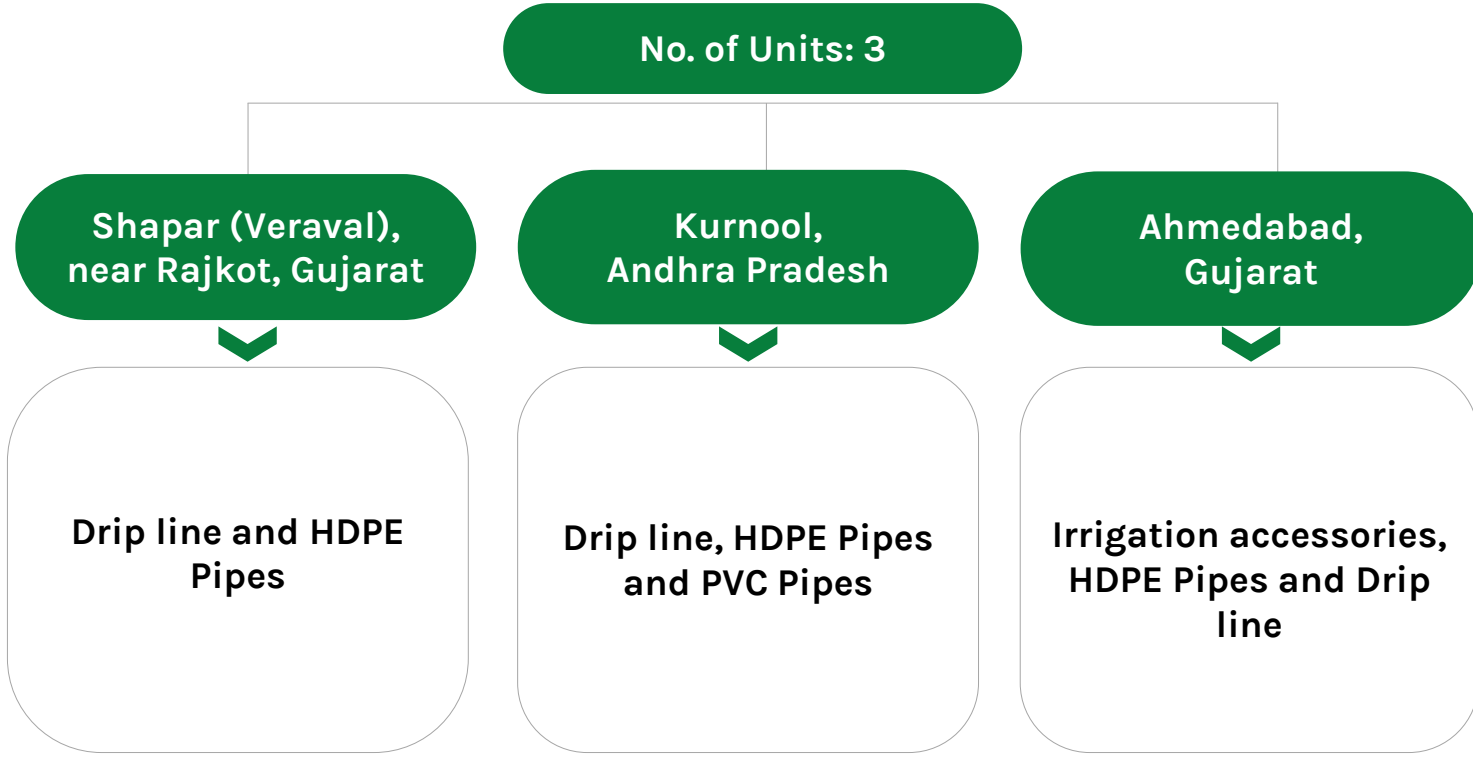 No. of Units: 3
Shapar (Veraval),
near Rajkot, Gujarat
Kurnool,
Andhra Pradesh
Ahmedabad,
Gujarat
Drip line and HDPE
Pipes
Drip line, HDPE Pipes
and PVC Pipes
Irrigation accessories,
HDPE Pipes and Drip
line